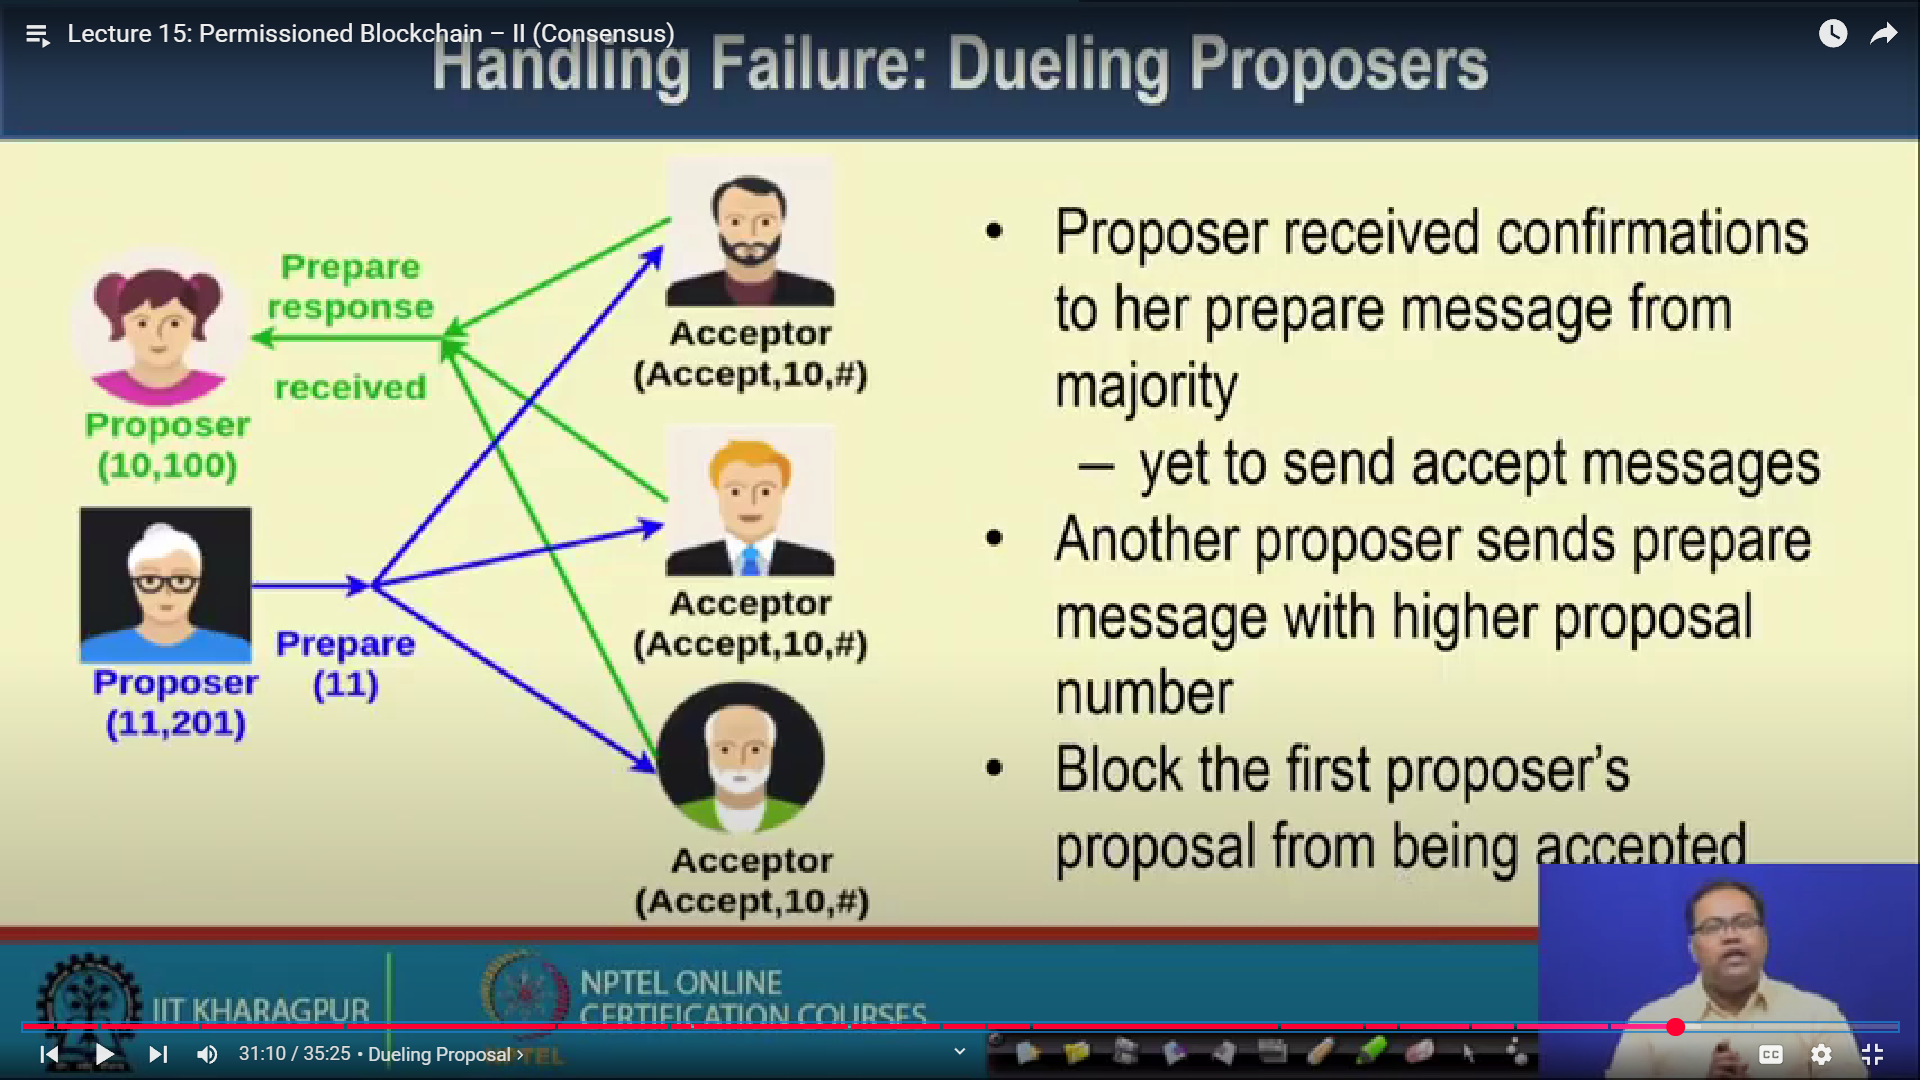 Lecture 15: Permissioned Blockchain – II (Consensus)
Handling Failure: Dueling Proposers
Prepare
response
received
Proposer
(10,100)
Proposer
(11,201)
Prepare
(11)
Acceptor
(Accept,10,#)
Acceptor
(Accept,10,#)
Acceptor
(Accept,10,#)
• Proposer received confirmations
to her prepare message from
majority
– yet to send accept messages
• Another proposer sends prepare
message with higher proposal
number
• Block the first proposer’s
proposal from being accepted
IIT KHARAGPUR
NPTEL ONLINE
CERTIFICATION COURSES
NPTEL
31:10 / 35:25 • Dueling Proposal ›
CC